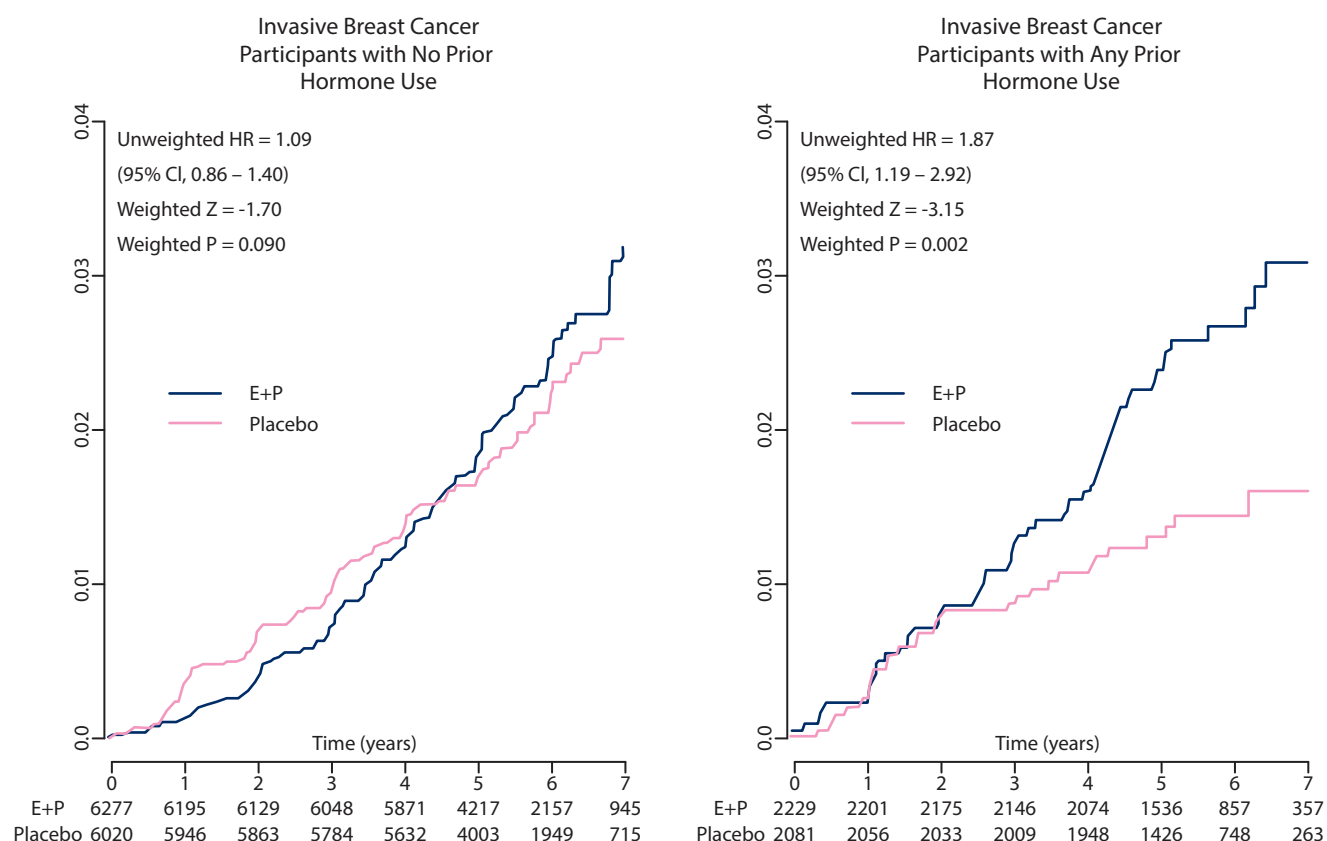 Invasive Breast Cancer
Participants with No Prior
Hormone Use
0.04
0.03
0.02
0.01
0.0
Unweighted HR = 1.09
(95% Cl, 0.86 – 1.40)
Weighted Z = -1.70
Weighted P = 0.090
E+P
Placebo
Time (years)
0 1 2 3 4 5 6 7
E+P 6277 6195 6129 6048 5871 4217 2157 945
Placebo 6020 5946 5863 5784 5632 4003 1949 715
Invasive Breast Cancer
Participants with Any Prior
Hormone Use
0.04
0.03
0.02
0.01
0.0
Unweighted HR = 1.87
(95% Cl, 1.19 – 2.92)
Weighted Z = -3.15
Weighted P = 0.002
E+P
Placebo
Time (years)
0 1 2 3 4 5 6 7
E+P 2229 2201 2175 2146 2074 1536 857 357
Placebo 2081 2056 2033 2009 1948 1426 748 263